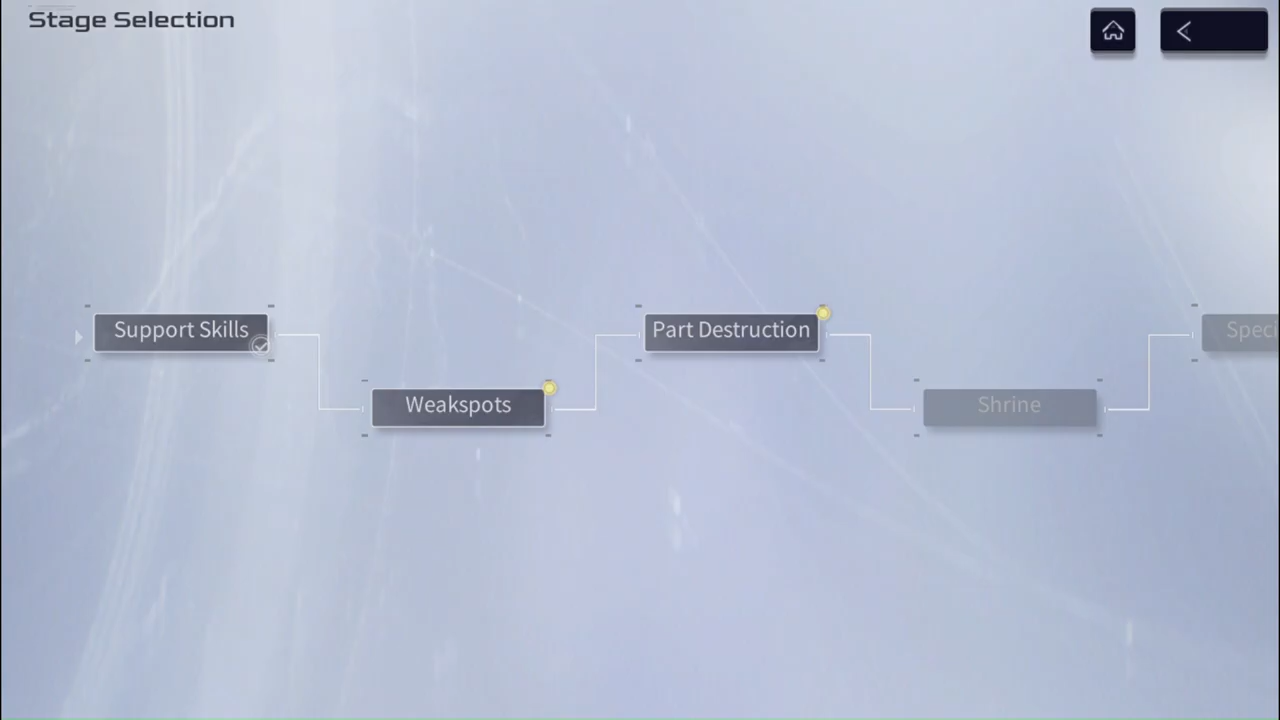 Stage Selection
Support Skills
Weakspots
Part Destruction
Shrine